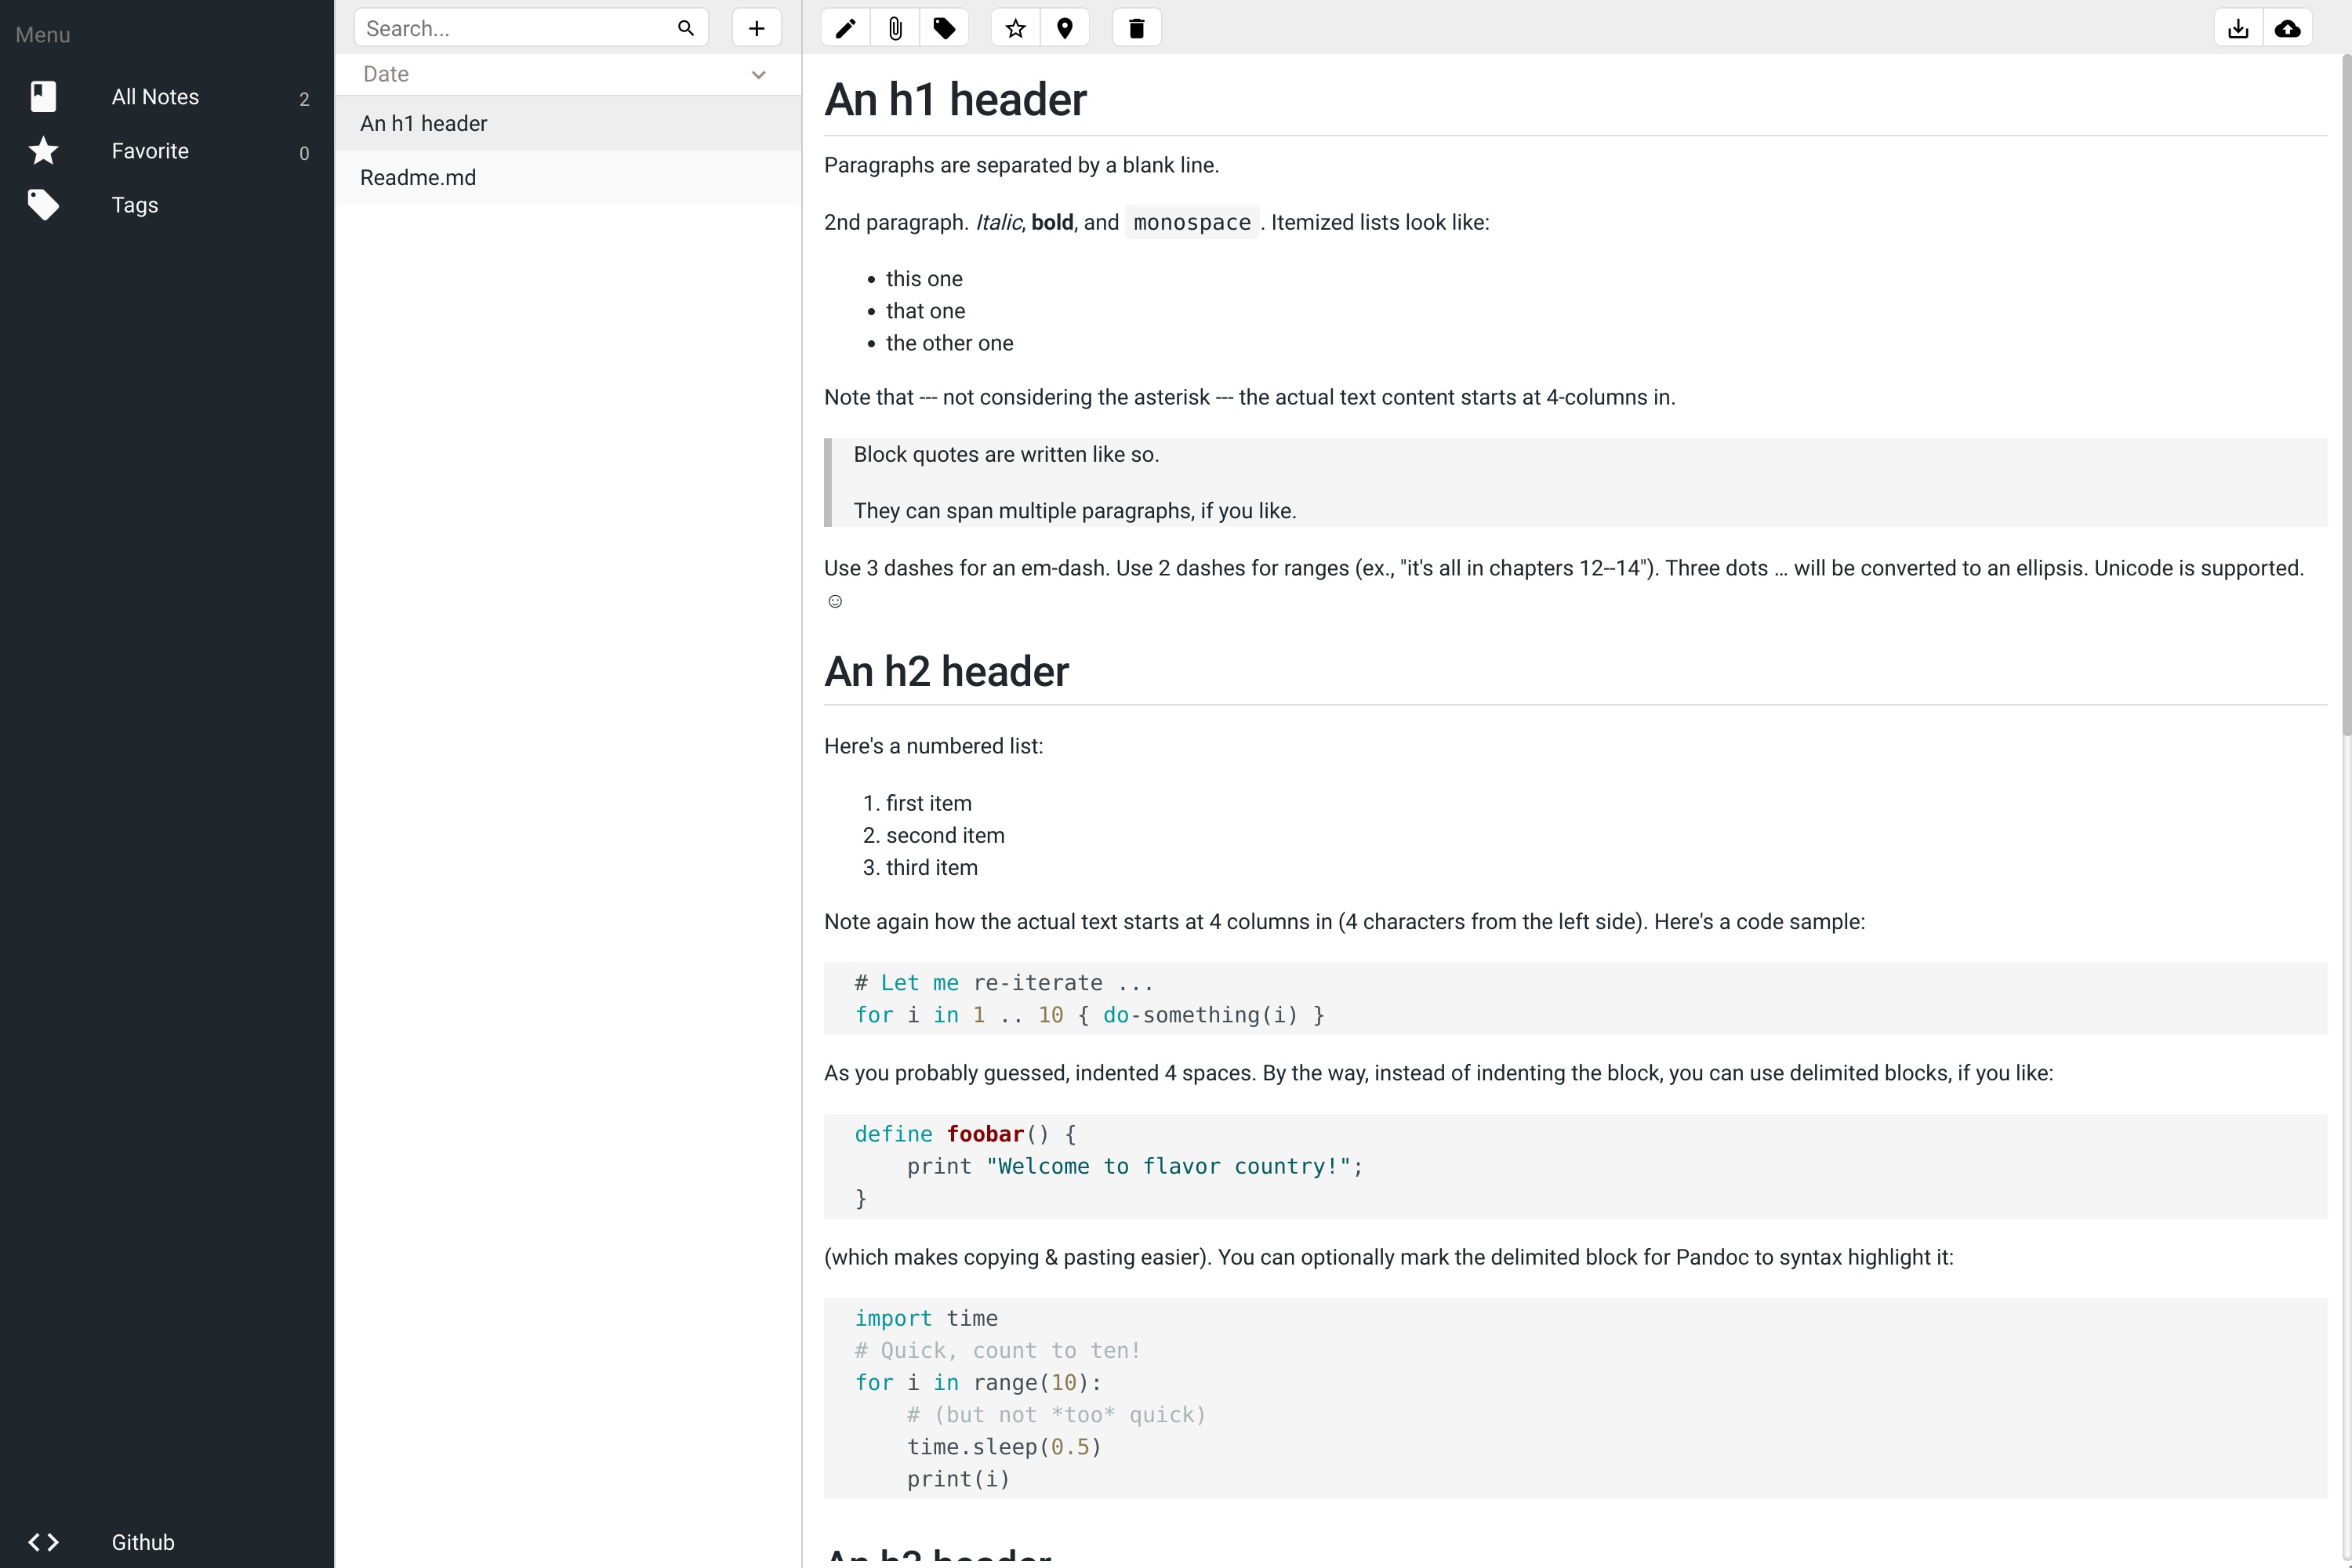 Menu
All Notes 2
Favorite 0
Tags
Github
Search...
Date
An h1 header
Readme.md
An h1 header
Paragraphs are separated by a blank line.
2nd paragraph. Italic, bold, and monospace . Itemized lists look like:
• this one
• that one
• the other one
Note that --- not considering the asterisk --- the actual text content starts at 4-columns in.
Block quotes are written like so.
They can span multiple paragraphs, if you like.
Use 3 dashes for an em-dash. Use 2 dashes for ranges (ex., "it's all in chapters 12--14"). Three dots ... will be converted to an ellipsis. Unicode is supported.
☺
An h2 header
Here's a numbered list:
1. first item
2. second item
3. third item
Note again how the actual text starts at 4 columns in (4 characters from the left side). Here's a code sample:
# Let me re-iterate ...
for i in 1 .. 10 { do-something(i) }
As you probably guessed, indented 4 spaces. By the way, instead of indenting the block, you can use delimited blocks, if you like:
define foobar() {
    print "Welcome to flavor country!";
}
(which makes copying & pasting easier). You can optionally mark the delimited block for Pandoc to syntax highlight it:
import time
# Quick, count to ten!
for i in range(10):
    # (but not *too* quick)
    time.sleep(0.5)
    print(i)
An h3 header